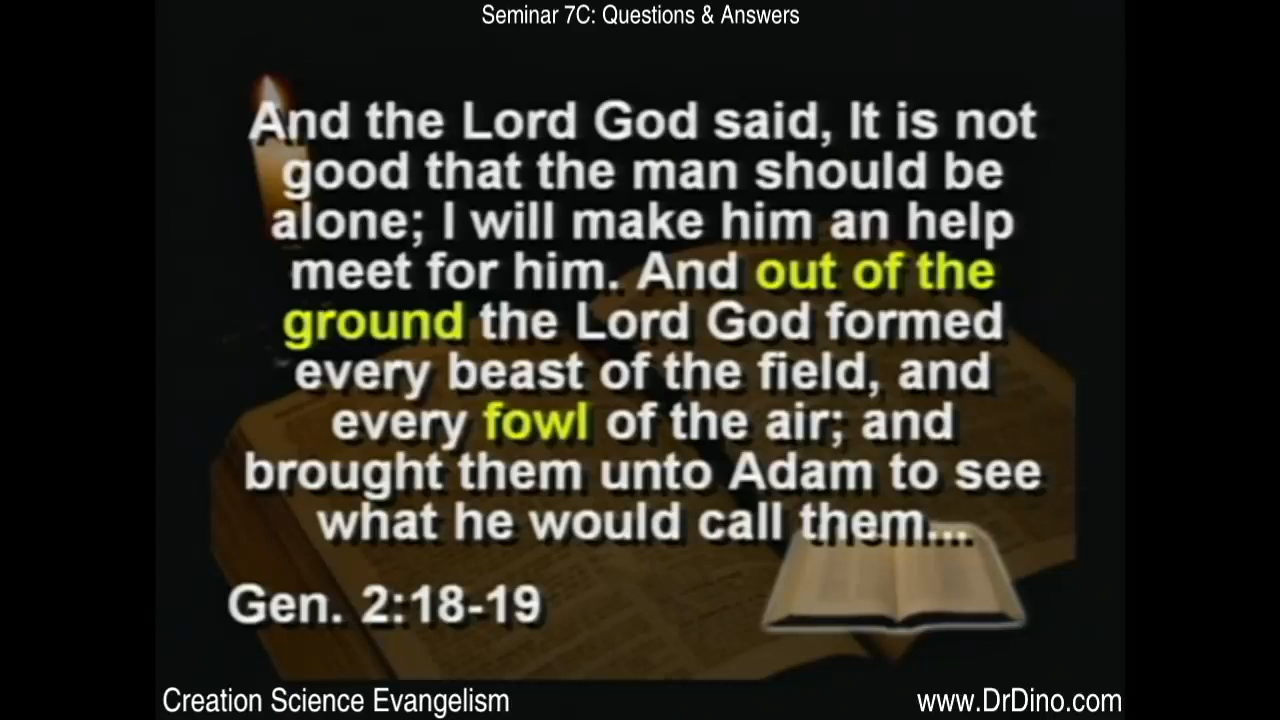 Seminar 7C: Questions & Answers
And the Lord God said, It is not
good that the man should be
alone; I will make him an help
meet for him. And out of the
ground the Lord God formed
every beast of the field, and
every fowl of the air; and
brought them unto Adam to see
what he would call them...
Gen. 2:18-19
Creation Science Evangelism
www.DrDino.com